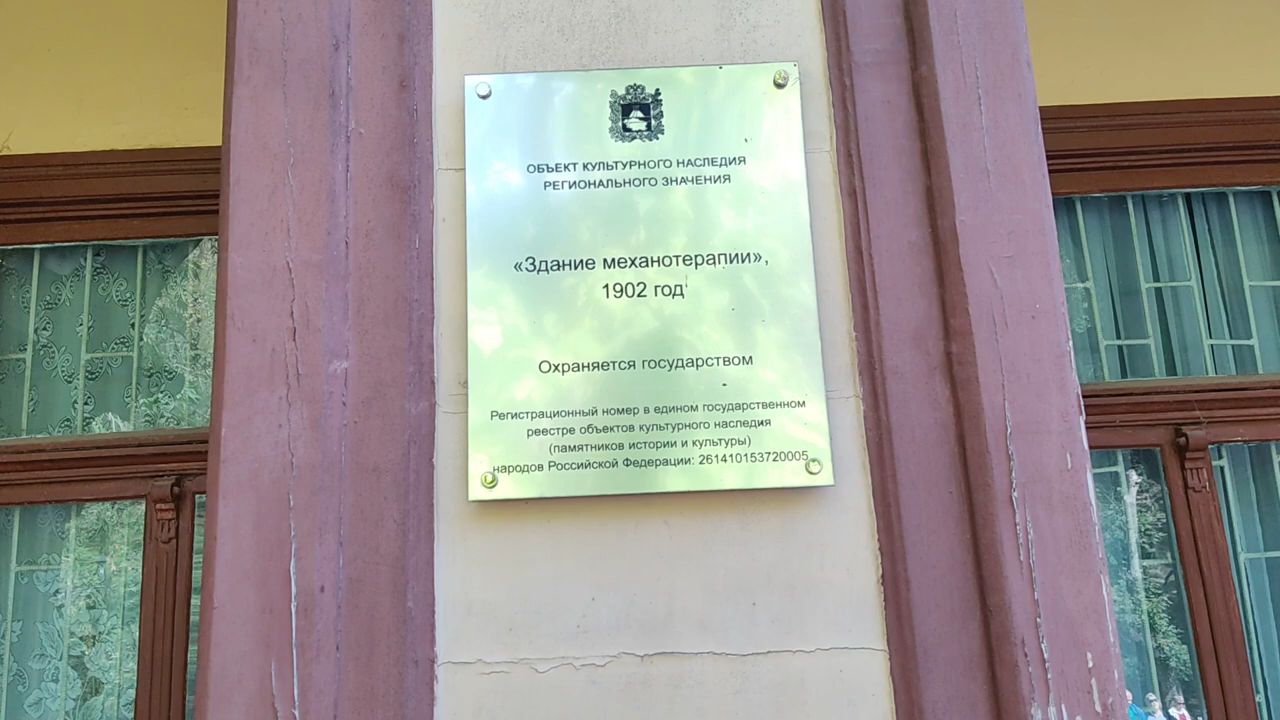 ОБЪЕКТ КУЛЬТУРНОГО НАСЛЕДИЯ
РЕГИОНАЛЬНОГО ЗНАЧЕНИЯ
«Здание механотерапии»,
1902 год
Охраняется государством
Регистрационный номер в едином государственном
реестре объектов культурного наследия
(памятников истории и культуры)
народов Российской Федерации: 261410153720005